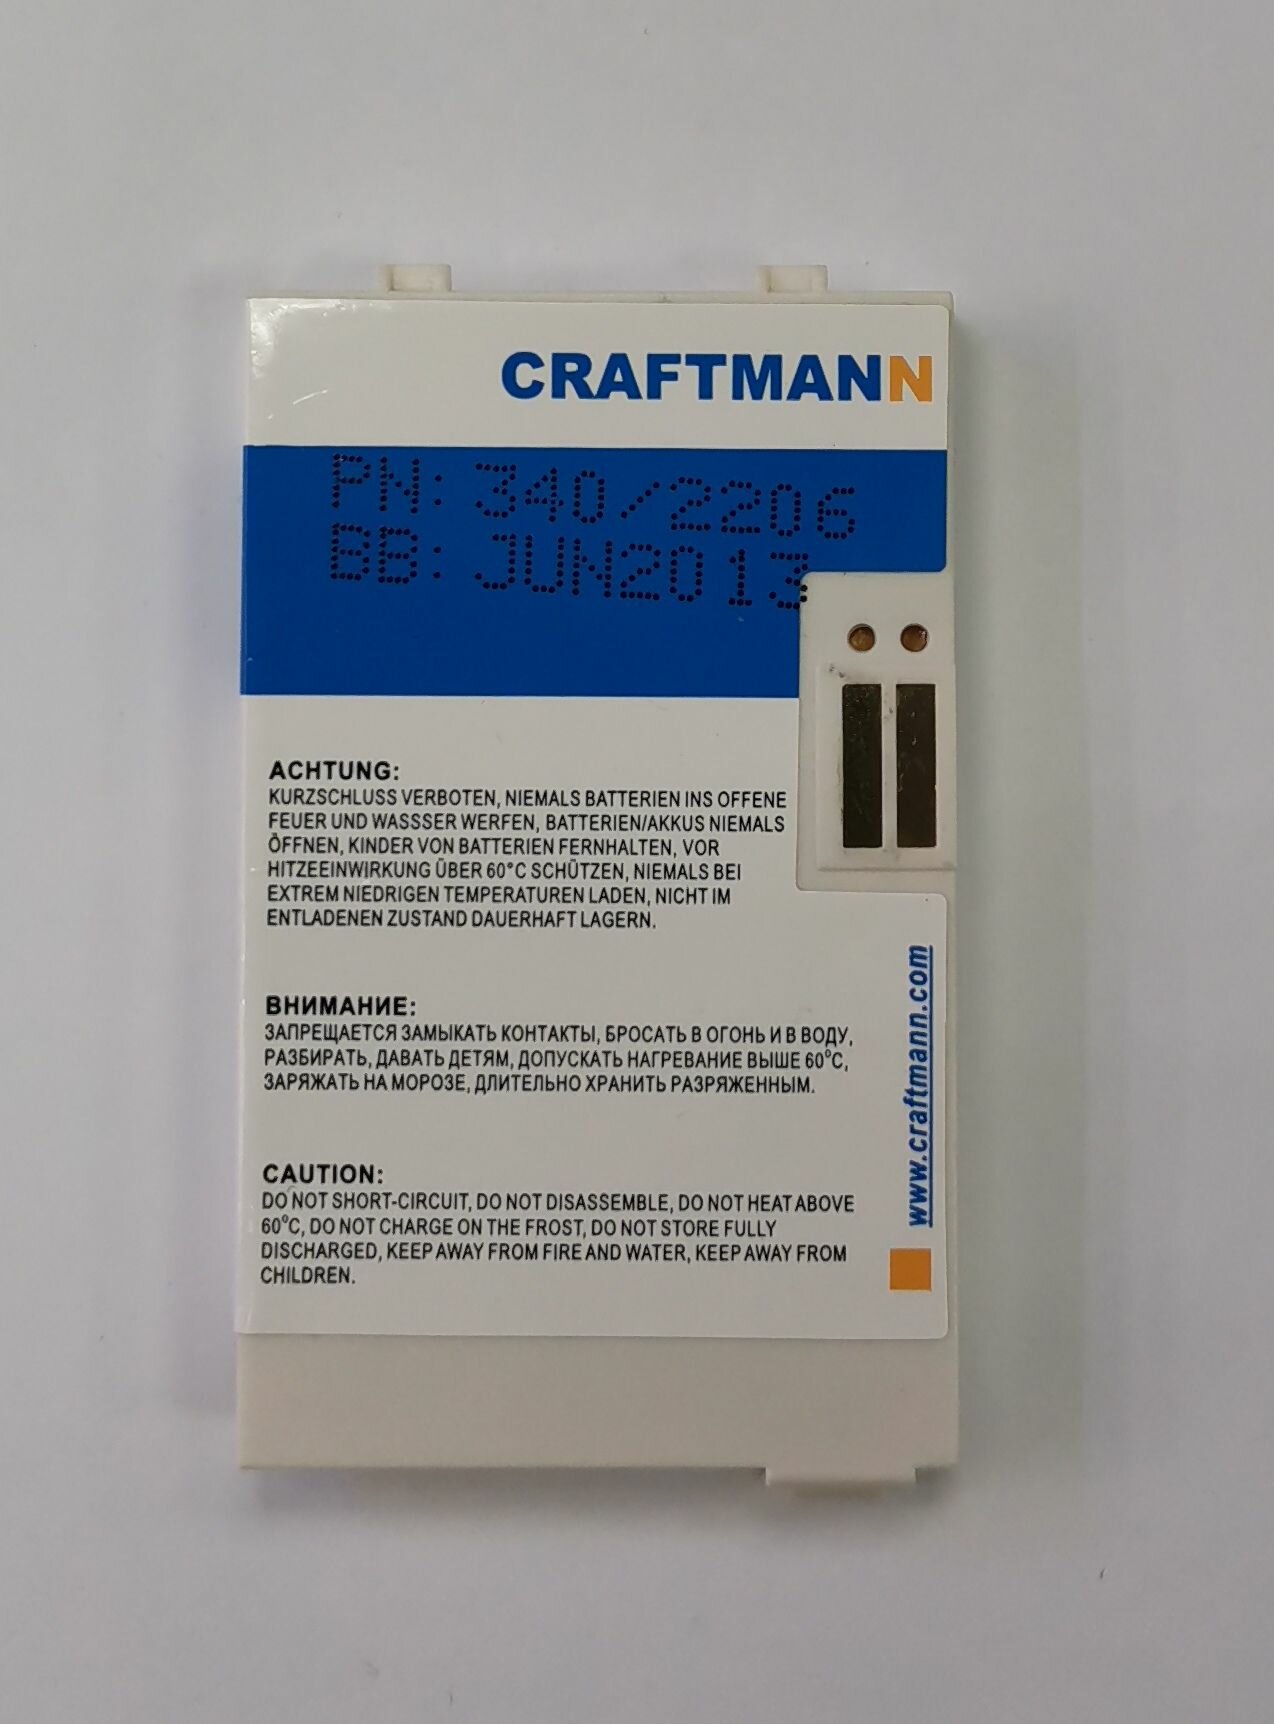 CRAFTMANN
PN: 340/2206
BB: JUN2013
ACHTUNG:
KURZSCHLUSS VERBOTEN, NIEMALS BATTERIEN INS OFFENE
FEUER UND WASSSER WERFEN, BATTERIEN/AKKUS NIEMALS
ÖFFNEN, KINDER VON BATTERIEN FERNHALTEN, VOR
HITZEEINWIRKUNG ÜBER 60°C SCHÜTZEN, NIEMALS BEI
EXTREM NIEDRIGEN TEMPERATUREN LADEN, NICHT IM
ENTLADENEN ZUSTAND DAUERHAFT LAGERN.
ВНИМАНИЕ:
ЗАПРЕЩАЕТСЯ ЗАМЫКАТЬ КОНТАКТЫ, БРОСАТЬ В ОГОНЬ И В ВОДУ,
РАЗБИРАТЬ, ДАВАТЬ ДЕТЯМ, ДОПУСКАТЬ НАГРЕВАНИЕ ВЫШЕ 60°C,
ЗАРЯЖАТЬ НА МОРОЗЕ, ДЛИТЕЛЬНО ХРАНИТЬ РАЗРЯЖЕННЫМ.
CAUTION:
DO NOT SHORT-CIRCUIT, DO NOT DISASSEMBLE, DO NOT HEAT ABOVE
60°C, DO NOT CHARGE ON THE FROST, DO NOT STORE FULLY
DISCHARGED, KEEP AWAY FROM FIRE AND WATER, KEEP AWAY FROM
CHILDREN.
www.craftmann.com